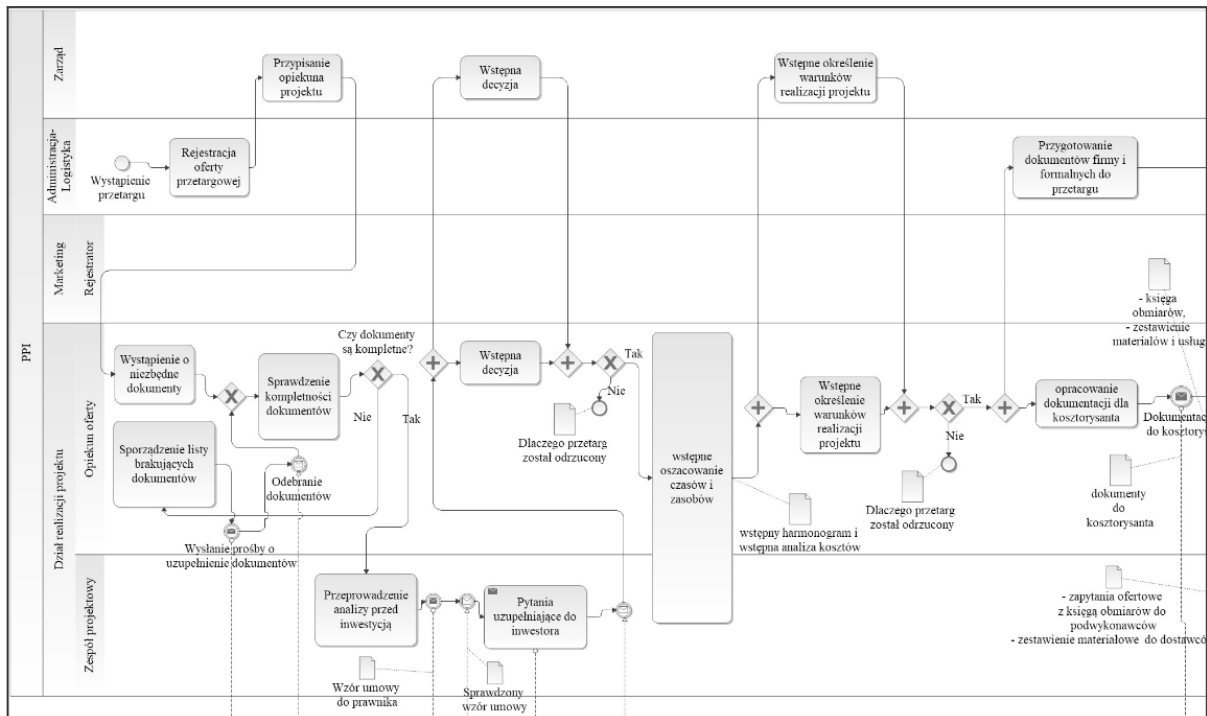 PPI
Zarząd
Administracja-
Logistyka
Marketing
Rejestrator
Dział realizacji projektu
Opiekun oferty
Zespół projektowy
Przypisanie
opiekuna
projektu
Wstępna
decyzja
Wstępne określenie
warunków
realizacji projektu
Wystąpienie
przetargu
Rejestracja
oferty
przetargowej
Przygotowanie
dokumentów firmy i
formalnych do
przetargu
- księga
obmiarów,
- zestawienie
materiałów i usług
Wystąpienie o
niezbędne
dokumenty
Sprawdzenie
kompletności
dokumentów
Czy dokumenty
są kompletne?
Nie
Tak
Sporządzenie listy
brakujących
dokumentów
Odebranie
dokumentów
Wysłanie prośby o
uzupełnienie dokumentów
Wstępna
decyzja
Tak
Nie
Dlaczego przetarg
został odrzucony
wstępne
oszacowanie
czasów i
zasobów
wstępny harmonogram i
wstępna analiza kosztów
Wstępne
określenie
warunków
realizacji
projektu
Tak
Nie
Dlaczego przetarg
został odrzucony
opracowanie
dokumentacji dla
kosztorysanta
Dokumentac
do kosztorys
dokumenty
do
kosztorysanta
Przeprowadzenie
analizy przed
inwestycją
Pytania
uzupełniające do
inwestora
Wzór umowy
do prawnika
Sprawdzony
wzór umowy
- zapytania ofertowe
z księgą obmiarów do
podwykonawców
- zestawienie materiałowe do dostawcó